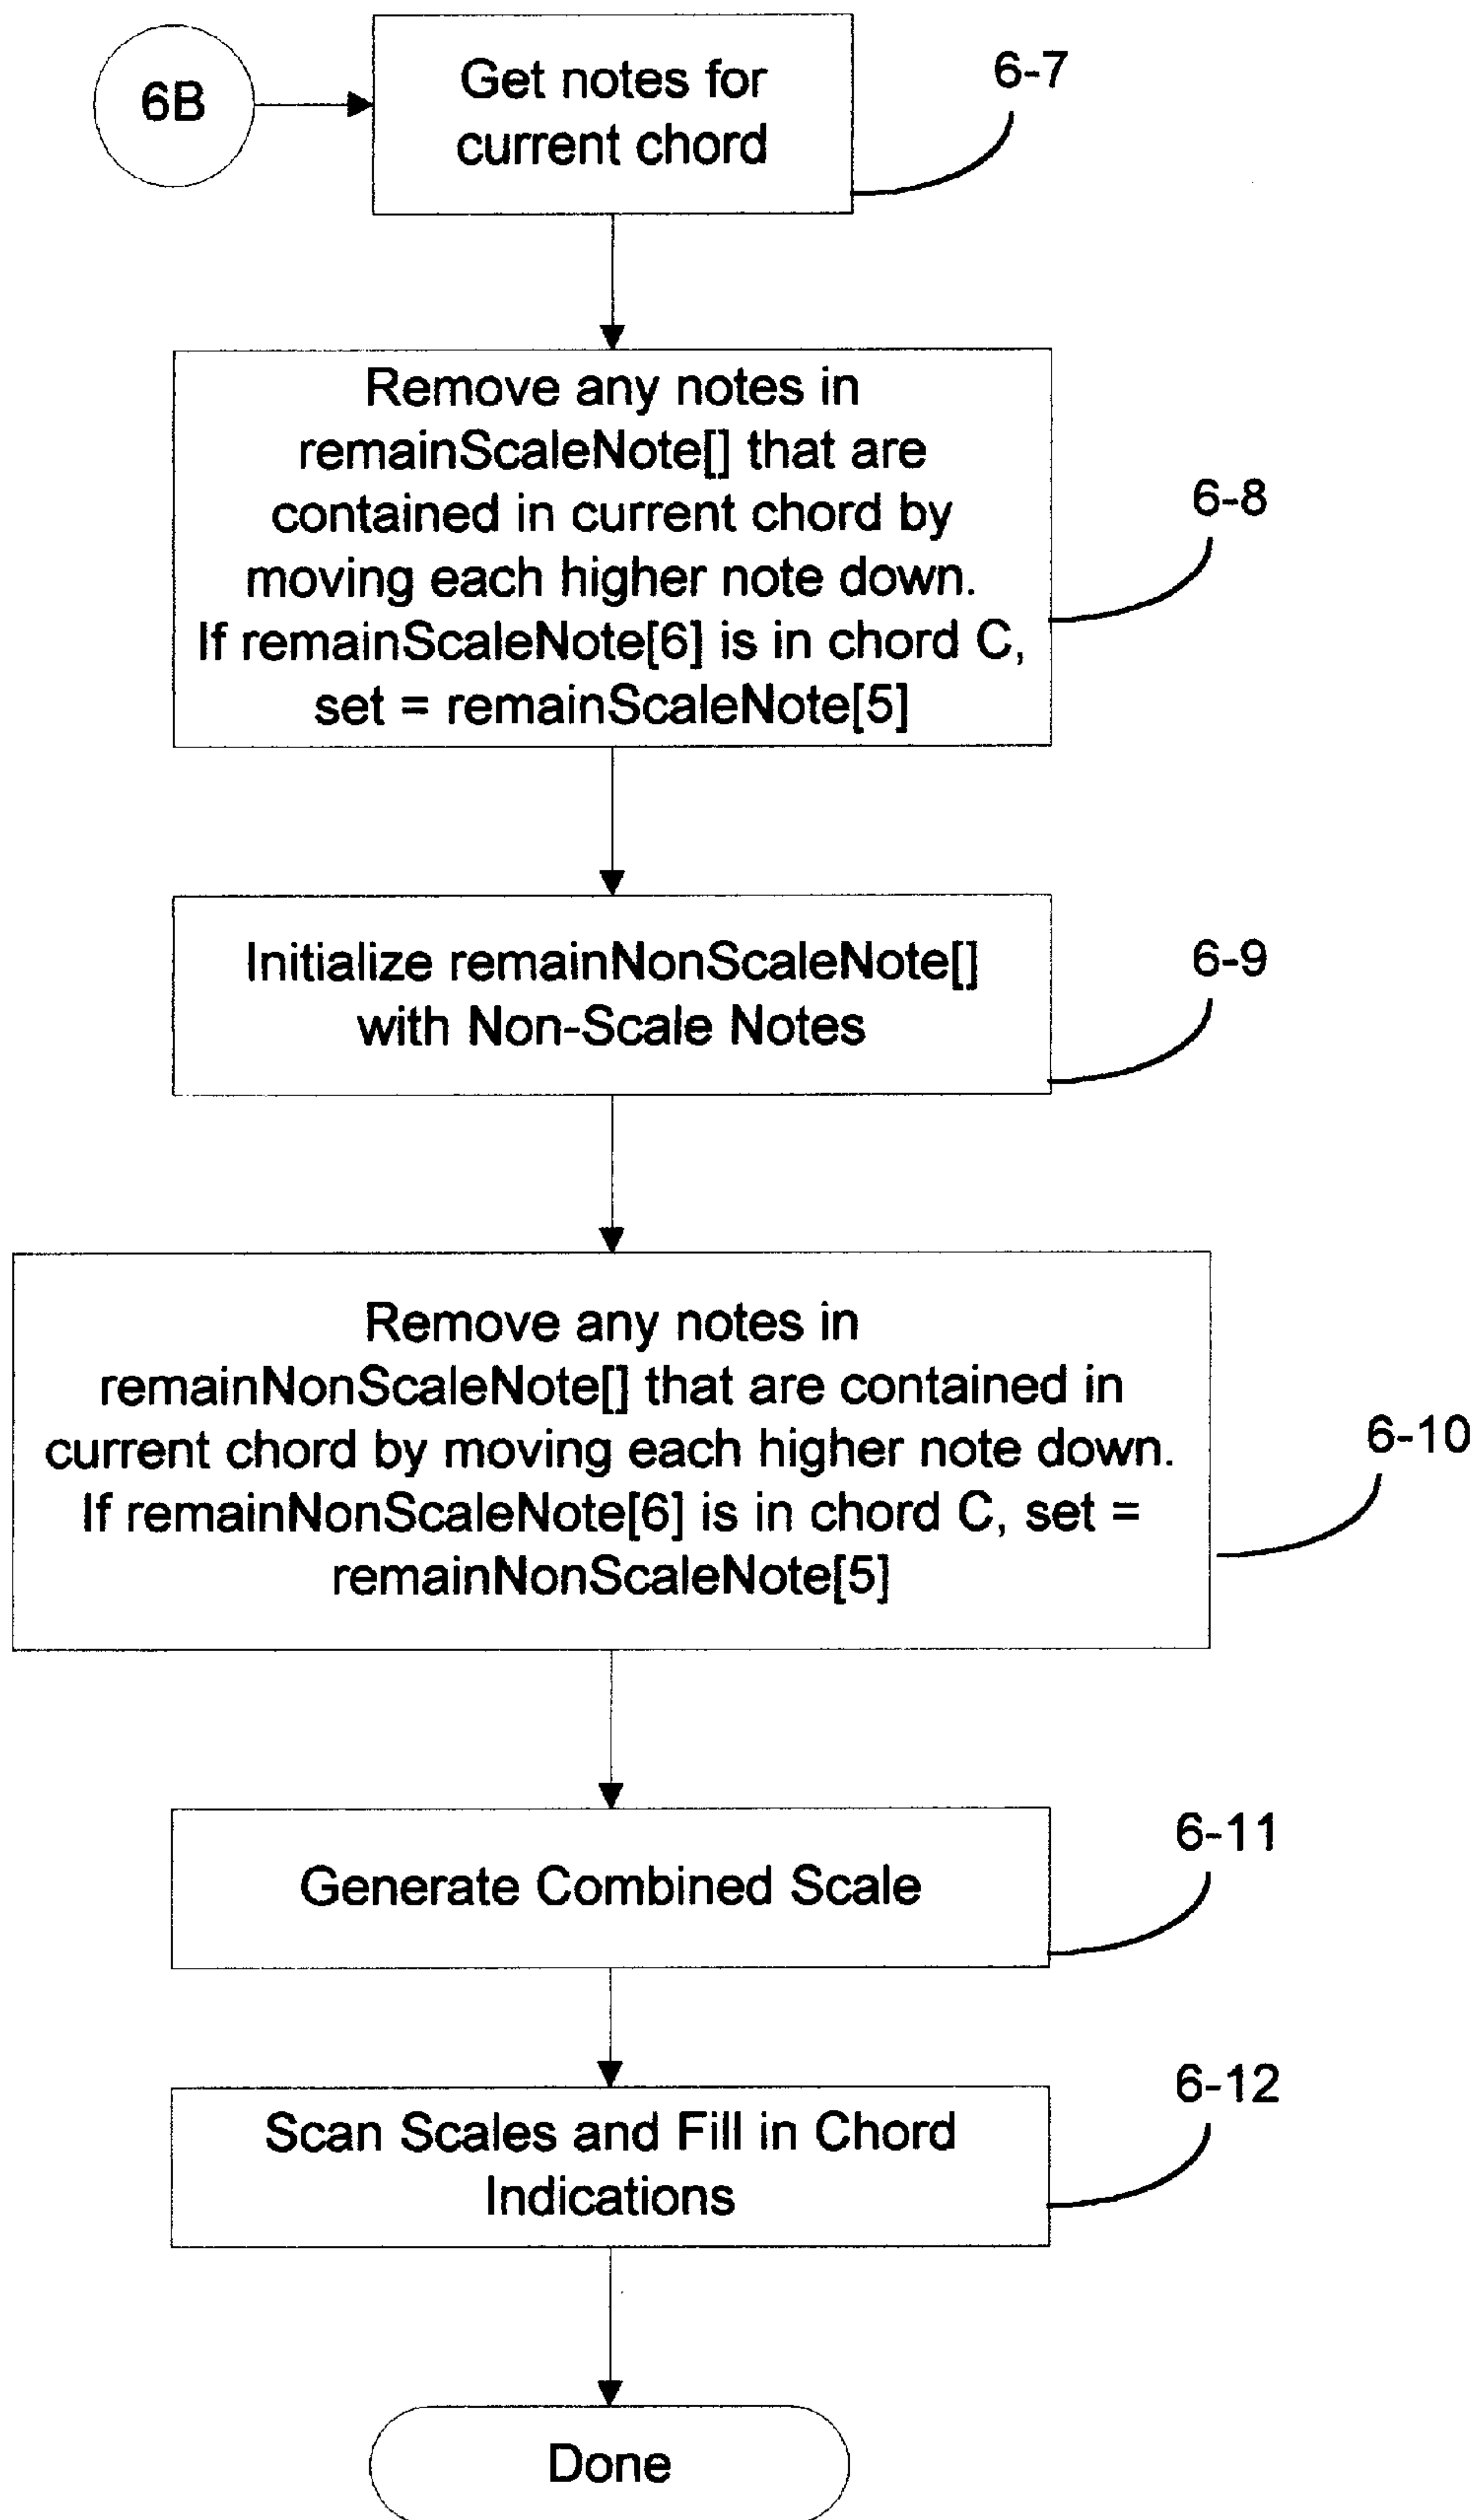 6B
Get notes for
current chord
6-7
Remove any notes in
remainScaleNote[] that are
contained in current chord by
moving each higher note down.
If remainScaleNote[6] is in chord C,
set = remainScaleNote[5]
6-8
Initialize remainNonScaleNote[]
with Non-Scale Notes
6-9
Remove any notes in
remainNonScaleNote[] that are contained in
current chord by moving each higher note down.
If remainNonScaleNote[6] is in chord C, set =
remainNonScaleNote[5]
6-10
Generate Combined Scale
6-11
Scan Scales and Fill in Chord
Indications
6-12
Done